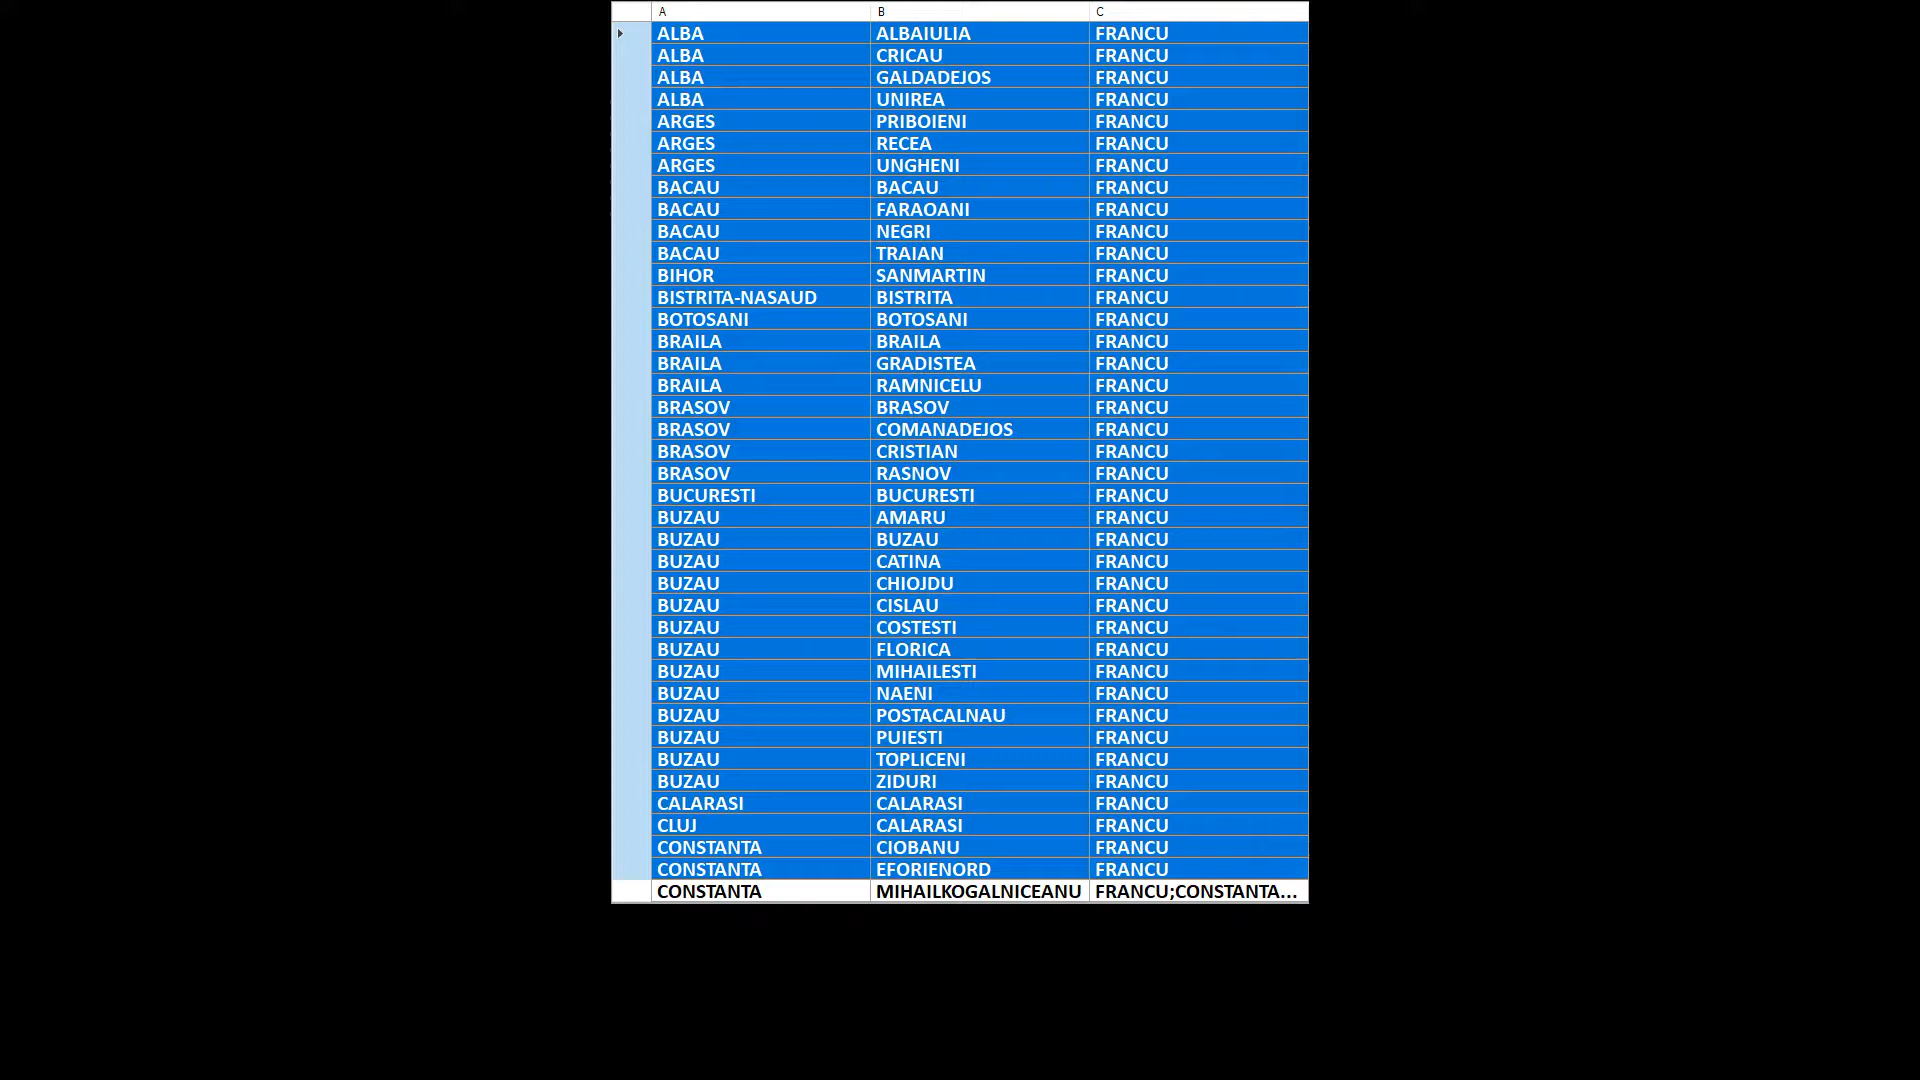 A B C
ALBA ALBAIULIA FRANCU
ALBA CRICAU FRANCU
ALBA GALDADEJOS FRANCU
ALBA UNIREA FRANCU
ARGES PRIBOIENI FRANCU
ARGES RECEA FRANCU
ARGES UNGHENI FRANCU
BACAU BACAU FRANCU
BACAU FARAOANI FRANCU
BACAU NEGRI FRANCU
BACAU TRAIAN FRANCU
BIHOR SANMARTIN FRANCU
BISTRITA-NASAUD BISTRITA FRANCU
BOTOSANI BOTOSANI FRANCU
BRAILA BRAILA FRANCU
BRAILA GRADISTEA FRANCU
BRAILA RAMNICELU FRANCU
BRASOV BRASOV FRANCU
BRASOV COMANADEJOS FRANCU
BRASOV CRISTIAN FRANCU
BRASOV RASNOV FRANCU
BUCURESTI BUCURESTI FRANCU
BUZAU AMARU FRANCU
BUZAU BUZAU FRANCU
BUZAU CATINA FRANCU
BUZAU CHIOJDU FRANCU
BUZAU CISLAU FRANCU
BUZAU COSTESTI FRANCU
BUZAU FLORICA FRANCU
BUZAU MIHAILESTI FRANCU
BUZAU NAENI FRANCU
BUZAU POSTACALNAU FRANCU
BUZAU PUIESTI FRANCU
BUZAU TOPLICENI FRANCU
BUZAU ZIDURI FRANCU
CALARASI CALARASI FRANCU
CLUJ CALARASI FRANCU
CONSTANTA CIOBANU FRANCU
CONSTANTA EFORIENORD FRANCU
CONSTANTA MIHAILKOGALNICEANU FRANCU;CONSTANTA...